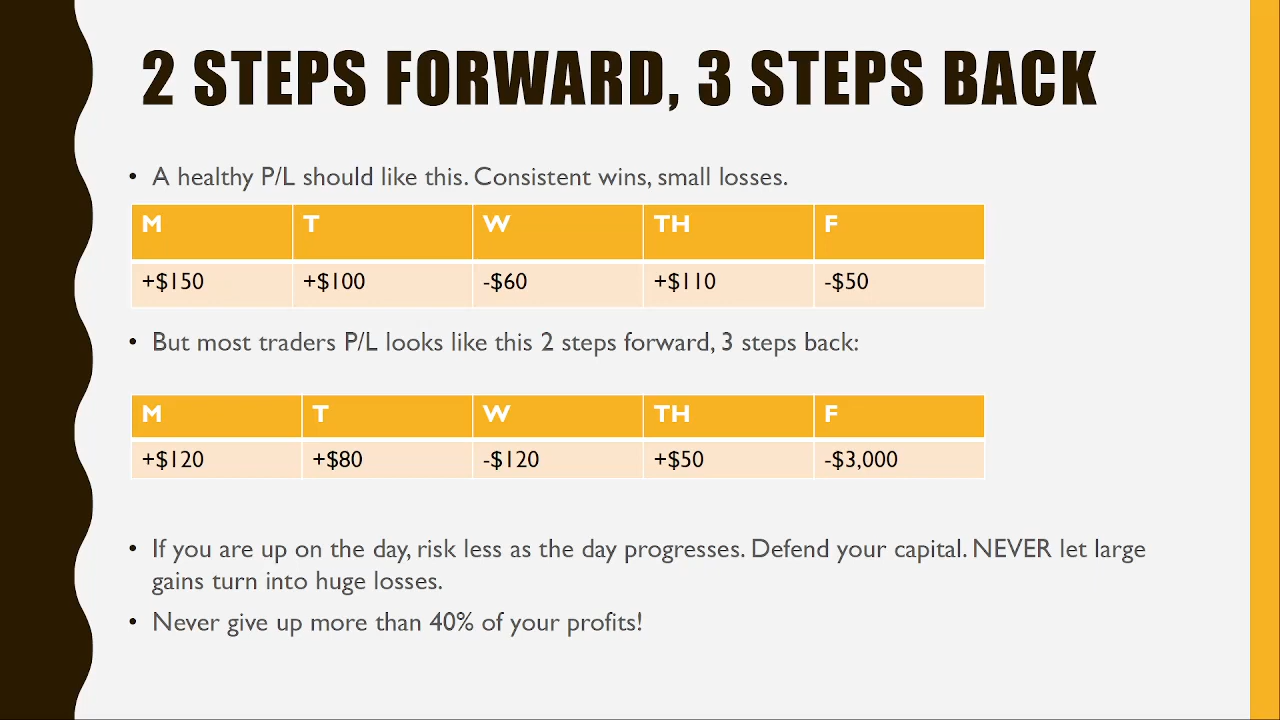 2 STEPS FORWARD, 3 STEPS BACK
• A healthy P/L should like this. Consistent wins, small losses.
M T W TH F
+$150 +$100 -$60 +$110 -$50
• But most traders P/L looks like this 2 steps forward, 3 steps back:
M T W TH F
+$120 +$80 -$120 +$50 -$3,000
• If you are up on the day, risk less as the day progresses. Defend your capital. NEVER let large
gains turn into huge losses.
• Never give up more than 40% of your profits!